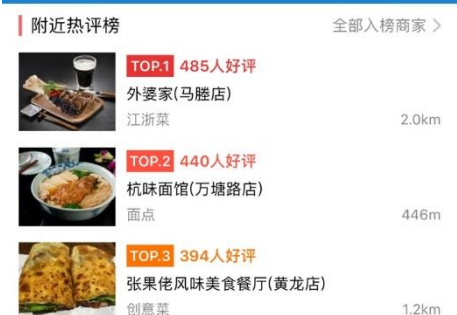 附近热评榜
全部入榜商家 >
TOP.1 485人好评
外婆家(马塍店)
江浙菜 2.0km
TOP.2 440人好评
杭味面馆(万塘路店)
面点 446m
TOP.3 394人好评
张果佬风味美食餐厅(黄龙店)
创意菜 1.2km